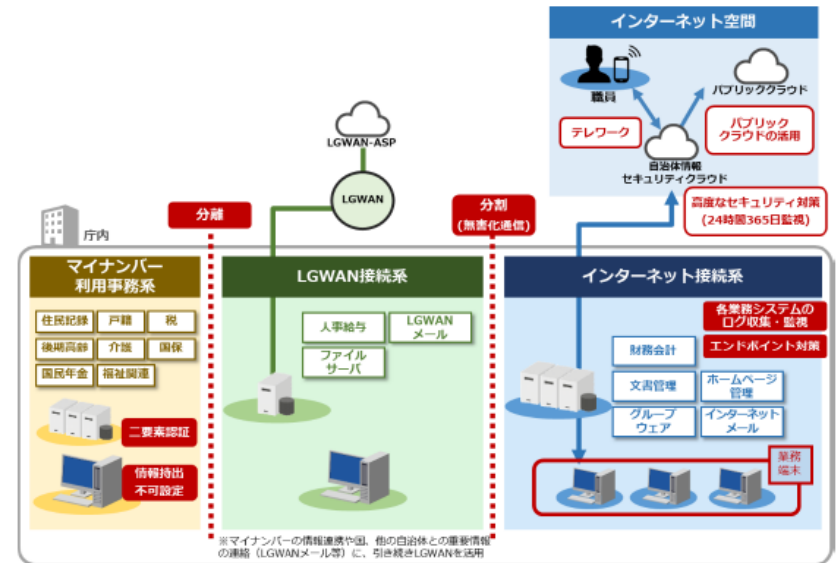 インターネット空間
職員
パブリッククラウド
テレワーク
パブリック
クラウドの活用
自治体情報
セキュリティクラウド
高度なセキュリティ対策
(24時間365日監視)
LGWAN-ASP
LGWAN
分離
分割
(無害化通信)
庁内
マイナンバー
利用事務系
住民記録
戸籍
税
後期高齢
介護
国保
国民年金
福祉関連
二要素認証
情報持出
不可設定
LGWAN接続系
人事給与
LGWAN
メール
ファイル
サーバ
インターネット接続系
各業務システムの
ログ収集・監視
エンドポイント対策
財務会計
文書管理
ホームページ
管理
グループ
ウェア
インターネット
メール
業務
端末
※マイナンバーの情報連携や国、他の自治体との重要情報
の連絡（LGWANメール等）に、引き続きLGWANを活用